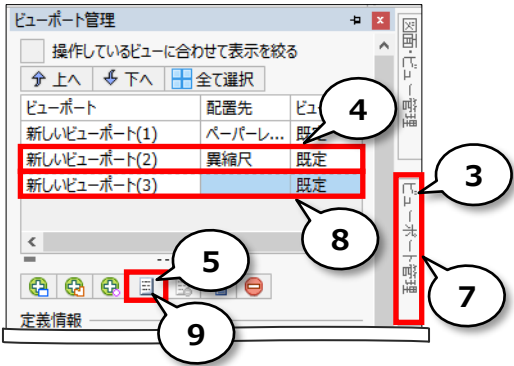 ビューポート管理
操作しているビューに合わせて表示を絞る
上へ 下へ 全て選択
ビューポート 配置先 ビュー
新しいビューポート(1) ペーパーレ... 既定
新しいビューポート(2) 異縮尺 既定
新しいビューポート(3) 既定
定義情報
図面・ビュー管理
ビューポート管理
4
3
8
5
7
9